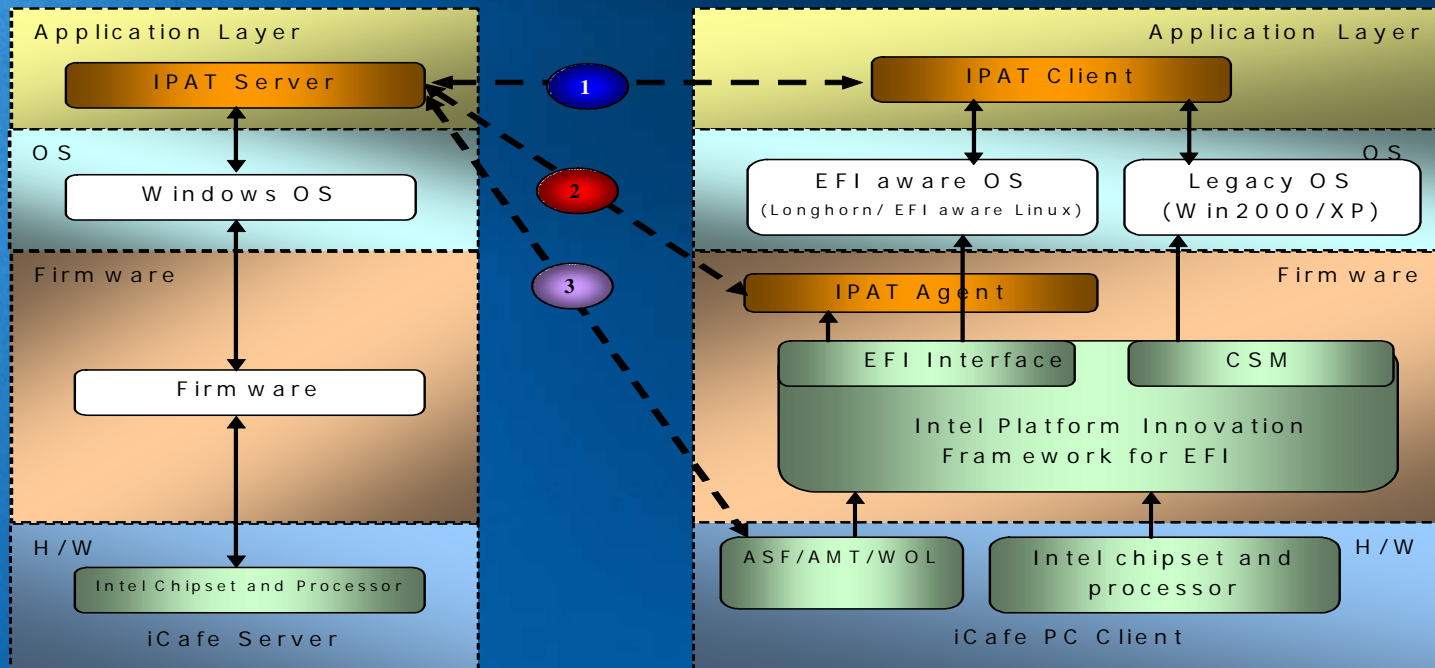 Application Layer
IPAT Server
OS
Windows OS
Firmware
Firmware
H/W
Intel Chipset and Processor
iCafe Server
1
2
3
Application Layer
IPAT Client
OS
EFI aware OS
(Longhorn/ EFI aware Linux)
Legacy OS
(Win2000/XP)
Firmware
IPAT Agent
EFI Interface
CSM
Intel Platform Innovation
Framework for EFI
H/W
ASF/AMT/WOL
Intel chipset and
processor
iCafe PC Client